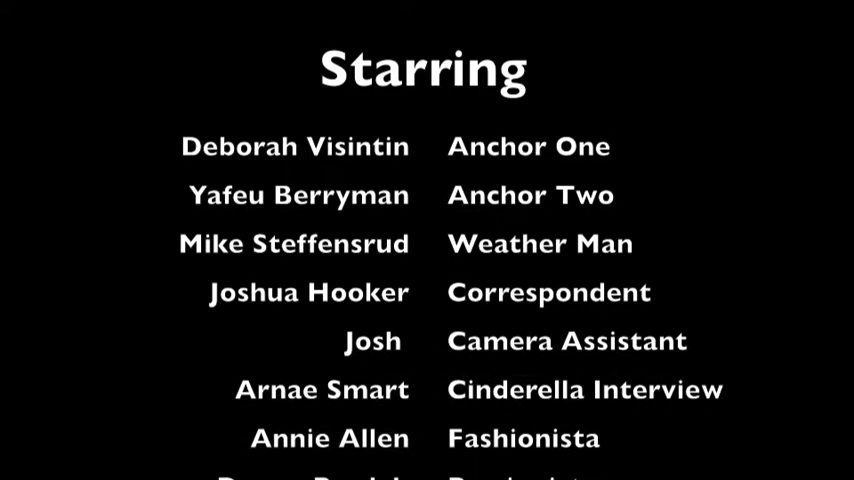 Starring
Deborah Visintin Anchor One
Yafeu Berryman Anchor Two
Mike Steffensrud Weather Man
Joshua Hooker Correspondent
Josh Camera Assistant
Arnae Smart Cinderella Interview
Annie Allen Fashionista